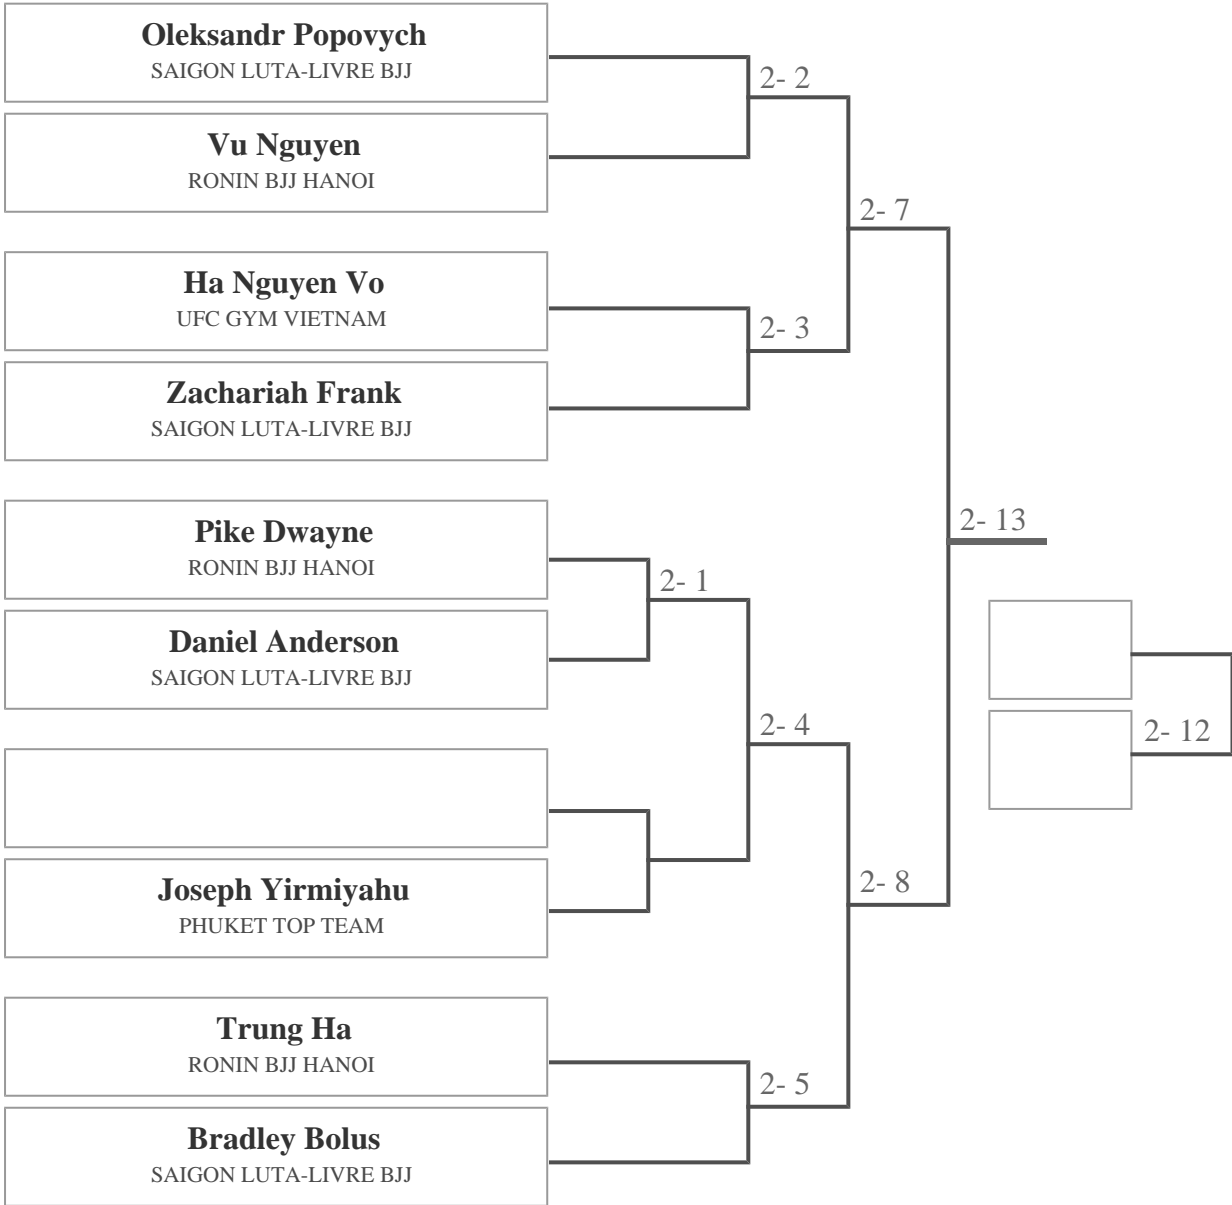 Oleksandr Popovych
SAIGON LUTA-LIVRE BJJ
2- 2
Vu Nguyen
RONIN BJJ HANOI
2- 7
Ha Nguyen Vo
UFC GYM VIETNAM
2- 3
Zachariah Frank
SAIGON LUTA-LIVRE BJJ
Pike Dwayne
RONIN BJJ HANOI
2- 13
2- 1
Daniel Anderson
SAIGON LUTA-LIVRE BJJ
2- 4
2- 12
Joseph Yirmiyahu
PHUKET TOP TEAM
2- 8
Trung Ha
RONIN BJJ HANOI
2- 5
Bradley Bolus
SAIGON LUTA-LIVRE BJJ